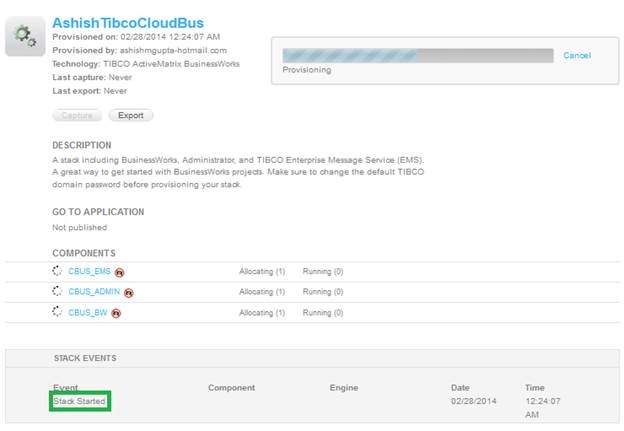 AshishTibcoCloudBus
Provisioned on: 02/28/2014 12:24:07 AM
Provisioned by: ashishmgupta-hotmail.com
Technology: TIBCO ActiveMatrix BusinessWorks
Last capture: Never
Last export: Never
Cancel
Provisioning
Capture Export
DESCRIPTION
A stack including BusinessWorks, Administrator, and TIBCO Enterprise Message Service (EMS).
A great way to get started with BusinessWorks projects. Make sure to change the default TIBCO
domain password before provisioning your stack.
GO TO APPLICATION
Not published
COMPONENTS
CBUS_EMS Allocating (1) Running (0)
CBUS_ADMIN Allocating (1) Running (0)
CBUS_BW Allocating (1) Running (0)
STACK EVENTS
Event Component Engine Date Time
Stack Started 02/28/2014 12:24:07
AM